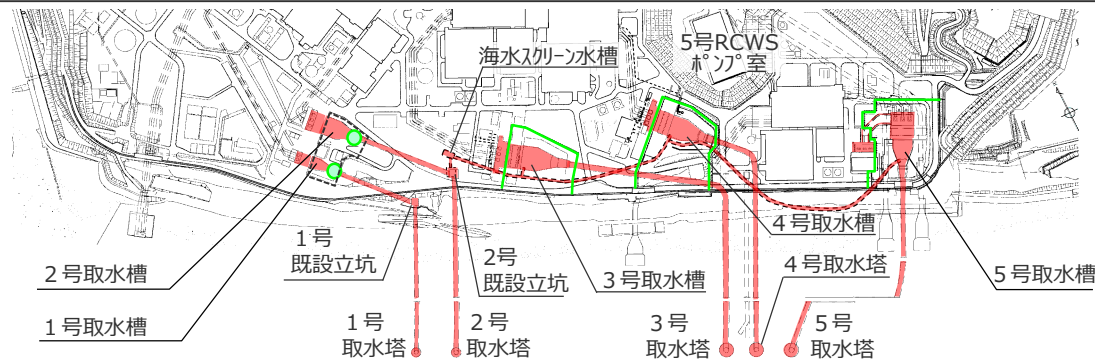 海水スクリーン水槽
5号RCWS
ポンプ室
1号
既設立坑
2号
既設立坑
2号取水槽
1号取水槽
3号取水槽
4号取水槽
4号取水塔
5号取水槽
1号
取水塔
2号
取水塔
3号
取水塔
5号
取水塔